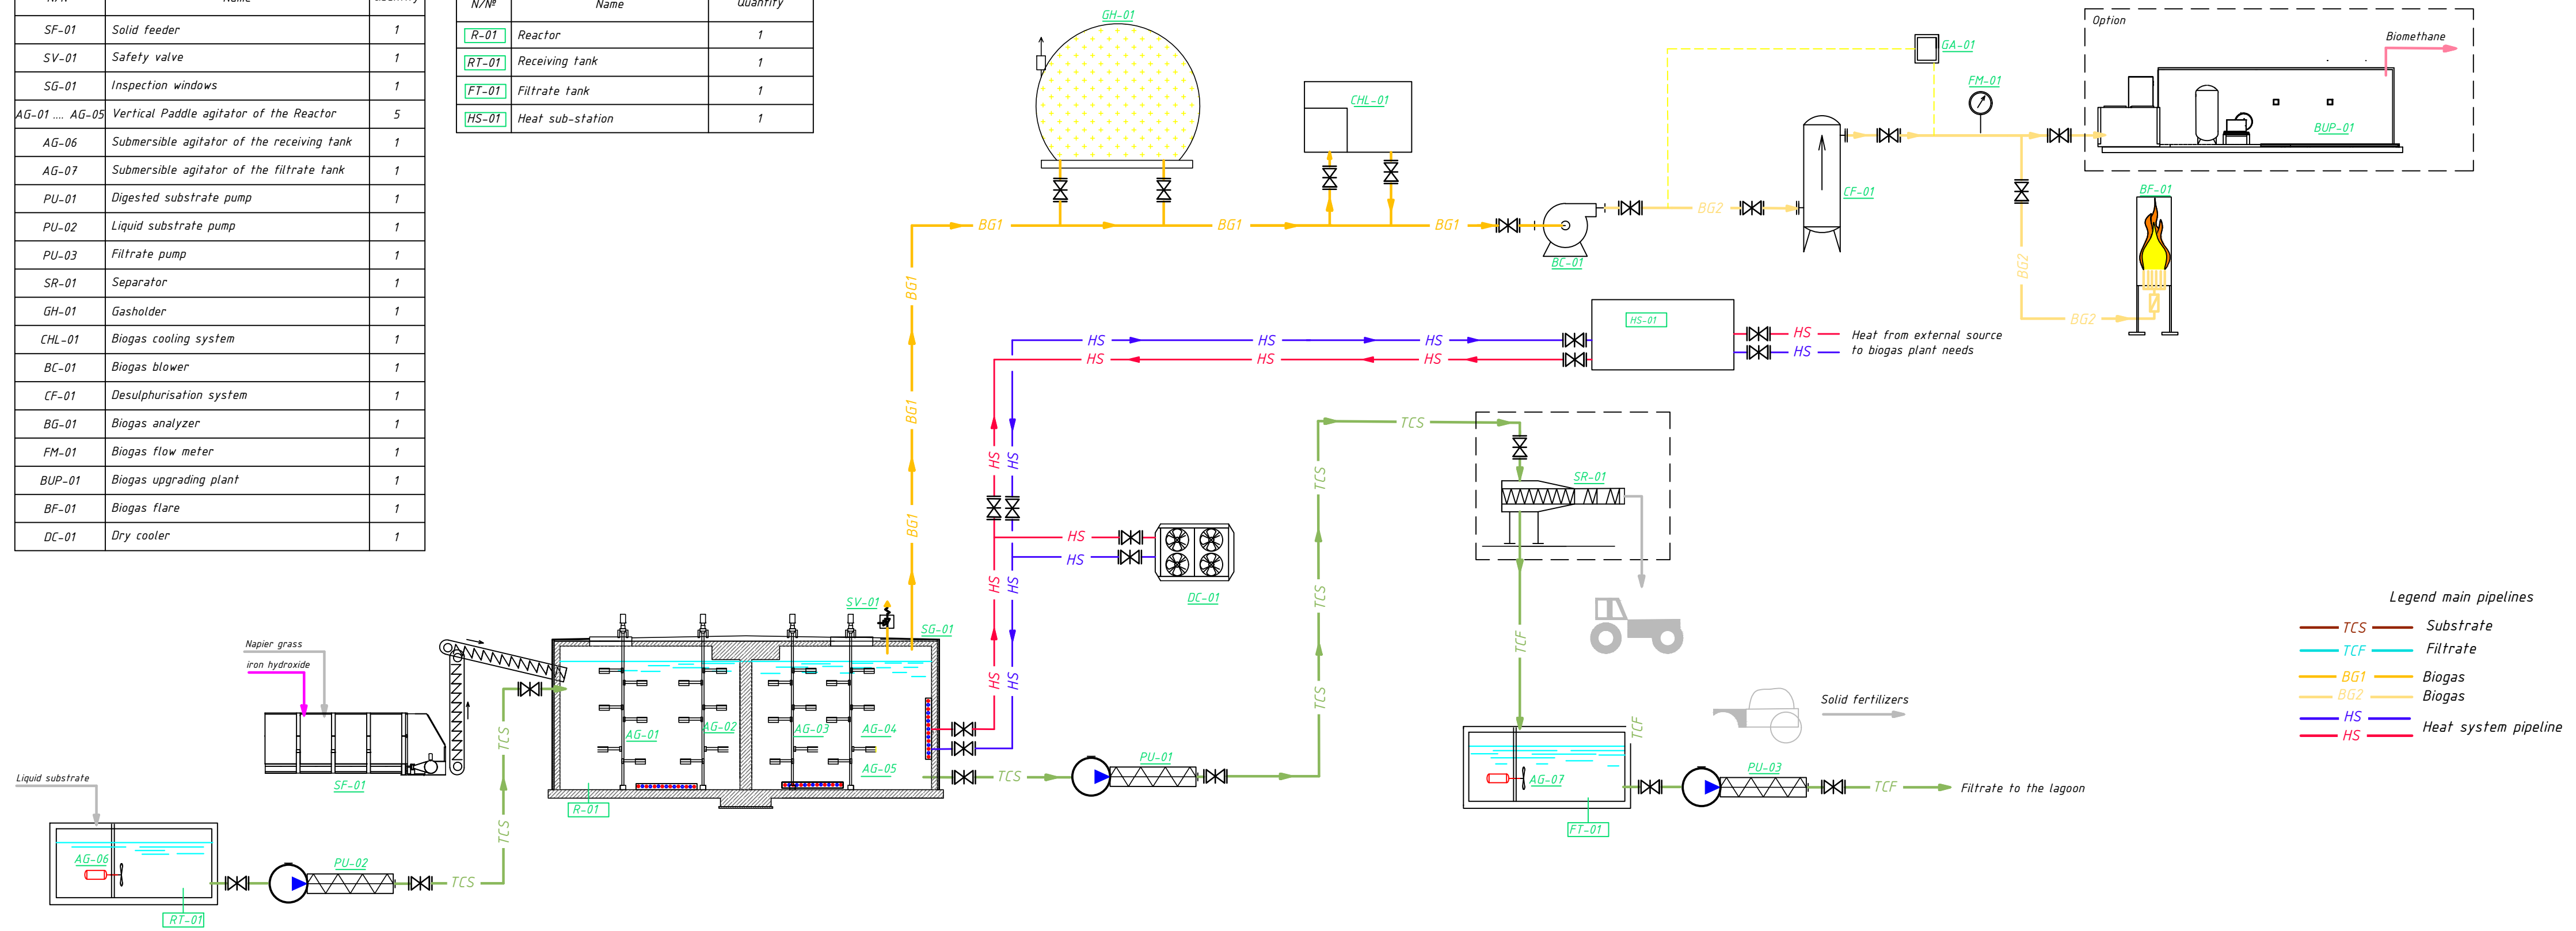 N/№ Name Quantity
SF-01 Solid feeder 1
SV-01 Safety valve 1
SG-01 Inspection windows 1
AG-01 .... AG-05 Vertical Paddle agitator of the Reactor 5
AG-06 Submersible agitator of the receiving tank 1
AG-07 Submersible agitator of the filtrate tank 1
PU-01 Digested substrate pump 1
PU-02 Liquid substrate pump 1
PU-03 Filtrate pump 1
SR-01 Separator 1
GH-01 Gasholder 1
CHL-01 Biogas cooling system 1
BC-01 Biogas blower 1
CF-01 Desulphurisation system 1
BG-01 Biogas analyzer 1
FM-01 Biogas flow meter 1
BUP-01 Biogas upgrading plant 1
BF-01 Biogas flare 1
DC-01 Dry cooler 1
N/№ Name Quantity
R-01 Reactor 1
RT-01 Receiving tank 1
FT-01 Filtrate tank 1
HS-01 Heat sub-station 1
GH-01
CHL-01
GA-01
FM-01
Option
Biomethane
BUP-01
CF-01
BF-01
BC-01
BG1
BG1
BG1
BG2
BG2
BG2
BG1
BG1
BG1
HS-01
HS HS HS
HS HS HS
HS Heat from external source
HS to biogas plant needs
HS HS
HS
HS
HS HS
HS HS
DC-01
TCS
TCS
TCS
TCS
SR-01
TCF
TCF
SV-01
SG-01
Napier grass
iron hydroxide
SF-01
Liquid substrate
AG-01
AG-02
AG-03
AG-04
AG-05
R-01
TCS
TCS
TCS
AG-06
RT-01
PU-02
TCS
PU-01
AG-07
FT-01
PU-03
TCF
Filtrate to the lagoon
Solid fertilizers
Legend main pipelines
TCS Substrate
TCF Filtrate
BG1 Biogas
BG2 Biogas
HS
HS Heat system pipeline